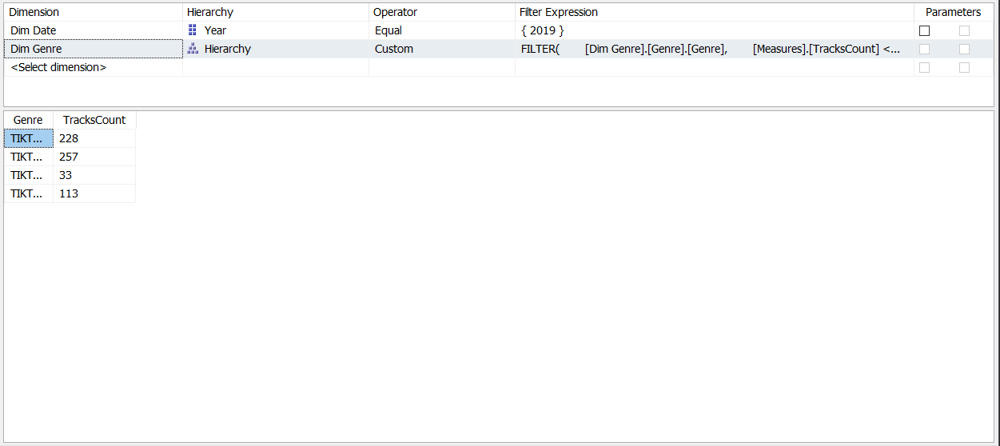 Dimension Hierarchy Operator Filter Expression Parameters
Dim Date Year Equal { 2019 }
Dim Genre Hierarchy Custom FILTER( [Dim Genre].[Genre].[Genre], [Measures].[TracksCount] <...
<Select dimension>
Genre TracksCount
TIKT... 228
TIKT... 257
TIKT... 33
TIKT... 113